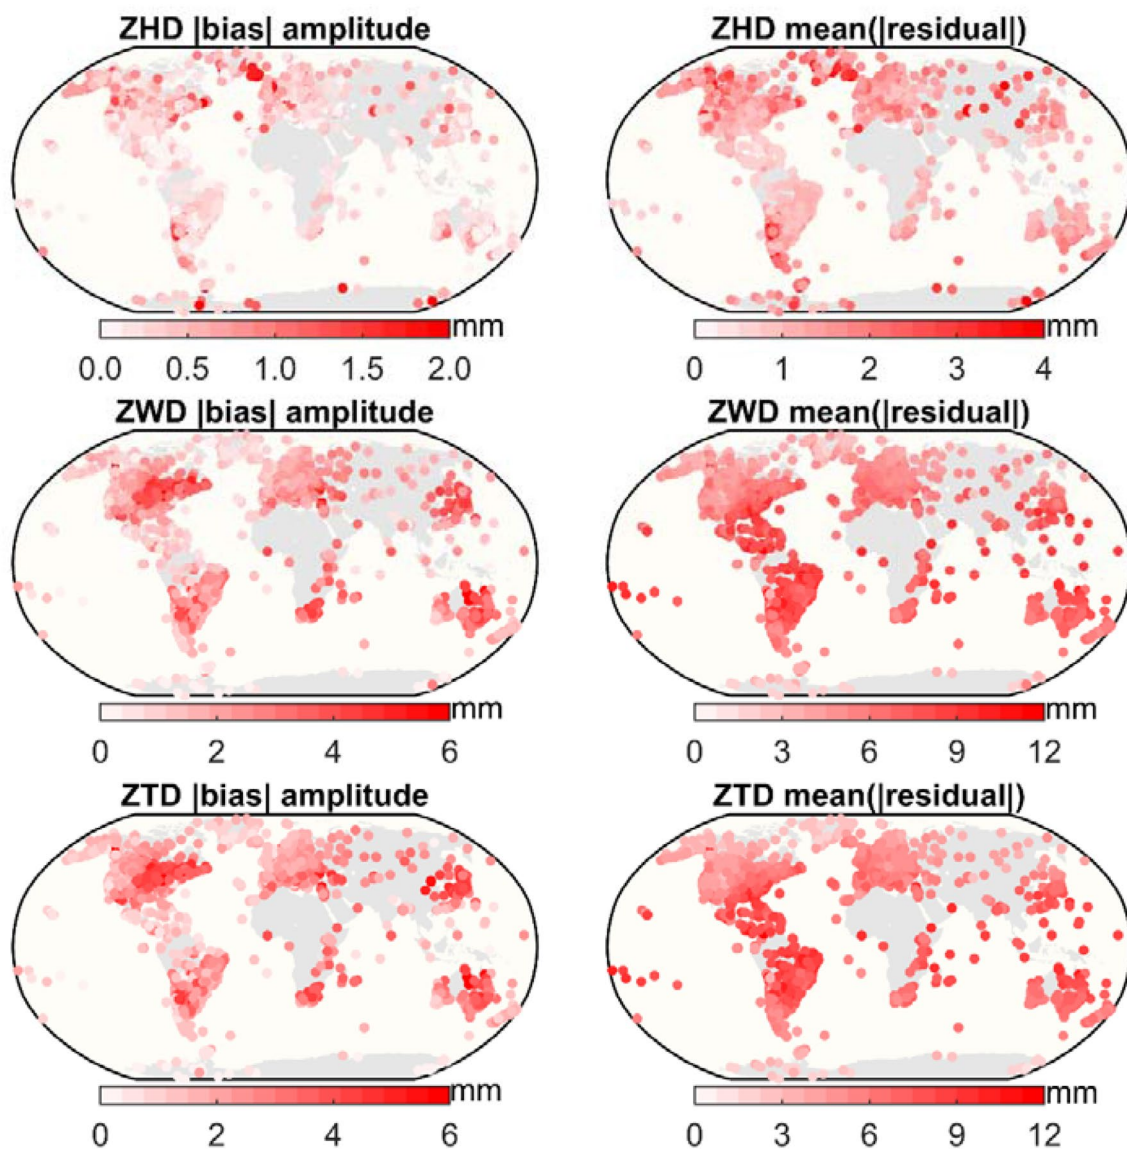 ZHD |bias| amplitude
ZHD mean(|residual|)
mm
0.0 0.5 1.0 1.5 2.0
mm
0 1 2 3 4
ZWD |bias| amplitude
ZWD mean(|residual|)
mm
0 2 4 6
mm
0 3 6 9 12
ZTD |bias| amplitude
ZTD mean(|residual|)
mm
0 2 4 6
mm
0 3 6 9 12